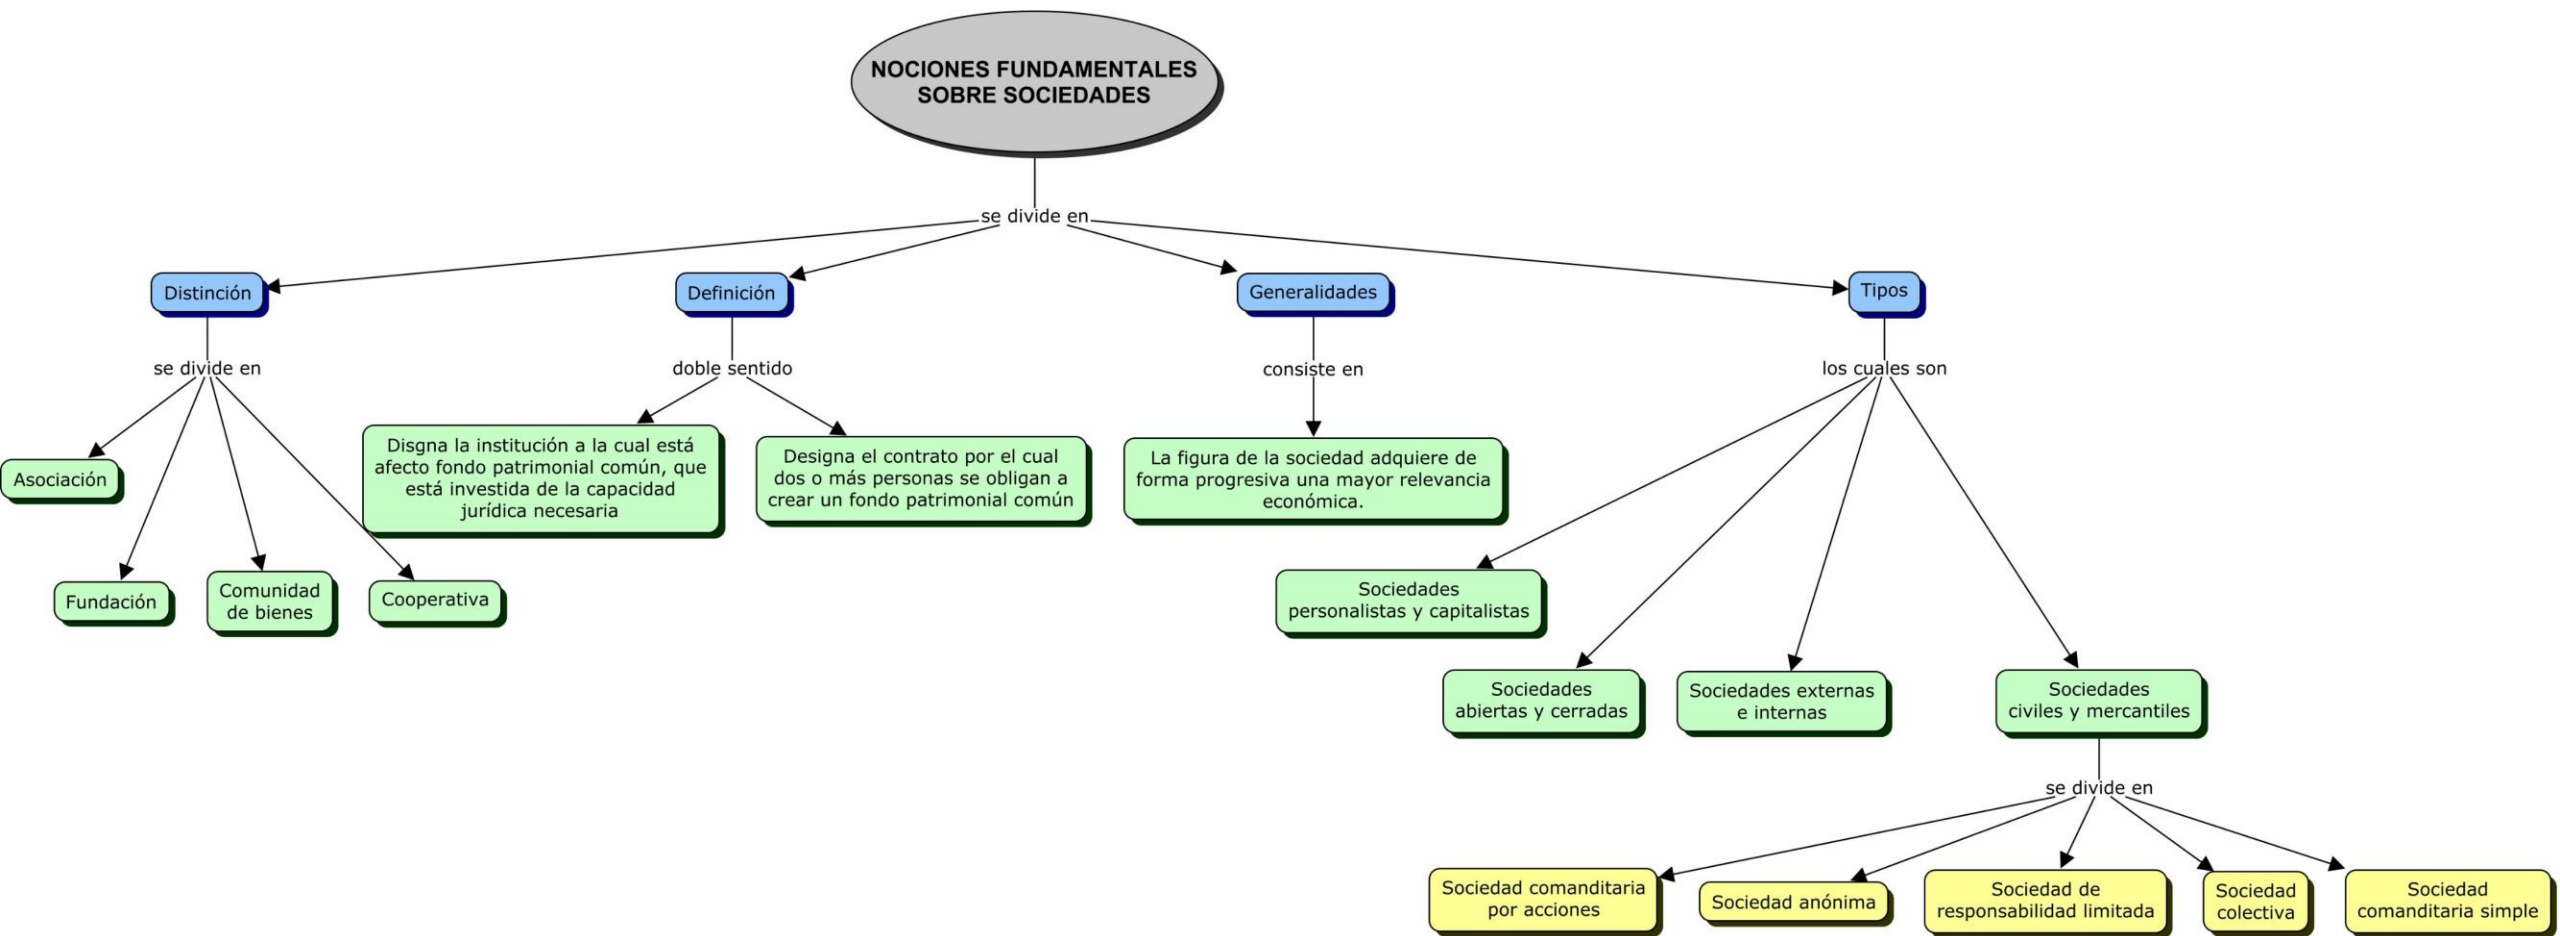 NOCIONES FUNDAMENTALES
SOBRE SOCIEDADES
se divide en
Distinción
Definición
Generalidades
Tipos
se divide en
doble sentido
consiste en
los cuales son
Asociación
Fundación
Comunidad
de bienes
Cooperativa
Disgna la institución a la cual está
afecto fondo patrimonial común, que
está investida de la capacidad
jurídica necesaria
Designa el contrato por el cual
dos o más personas se obligan a
crear un fondo patrimonial común
La figura de la sociedad adquiere de
forma progresiva una mayor relevancia
económica.
Sociedades
personalistas y capitalistas
Sociedades
abiertas y cerradas
Sociedades externas
e internas
Sociedades
civiles y mercantiles
se divide en
Sociedad comanditaria
por acciones
Sociedad anónima
Sociedad de
responsabilidad limitada
Sociedad
colectiva
Sociedad
comanditaria simple